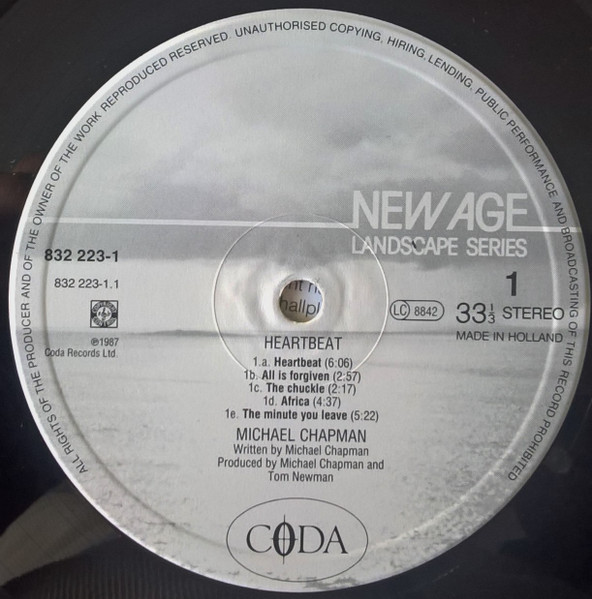 ALL RIGHTS OF THE PRODUCER AND OF THE OWNER OF THE WORK REPRODUCED RESERVED. UNAUTHORISED COPYING, HIRING, LENDING, PUBLIC PERFORMANCE AND BROADCASTING OF THIS RECORD PROHIBITED
NEW AGE
LANDSCAPE SERIES
832 223-1
832 223-1.1
1
LC 8842
33 1/3 STEREO
MADE IN HOLLAND
℗1987
Coda Records Ltd.
HEARTBEAT
1.a. Heartbeat (6:06)
1b. All is forgiven (2:57)
1c. The chuckle (2:17)
1d. Africa (4:37)
1e. The minute you leave (5:22)
MICHAEL CHAPMAN
Written by Michael Chapman
Produced by Michael Chapman and
Tom Newman
CODA